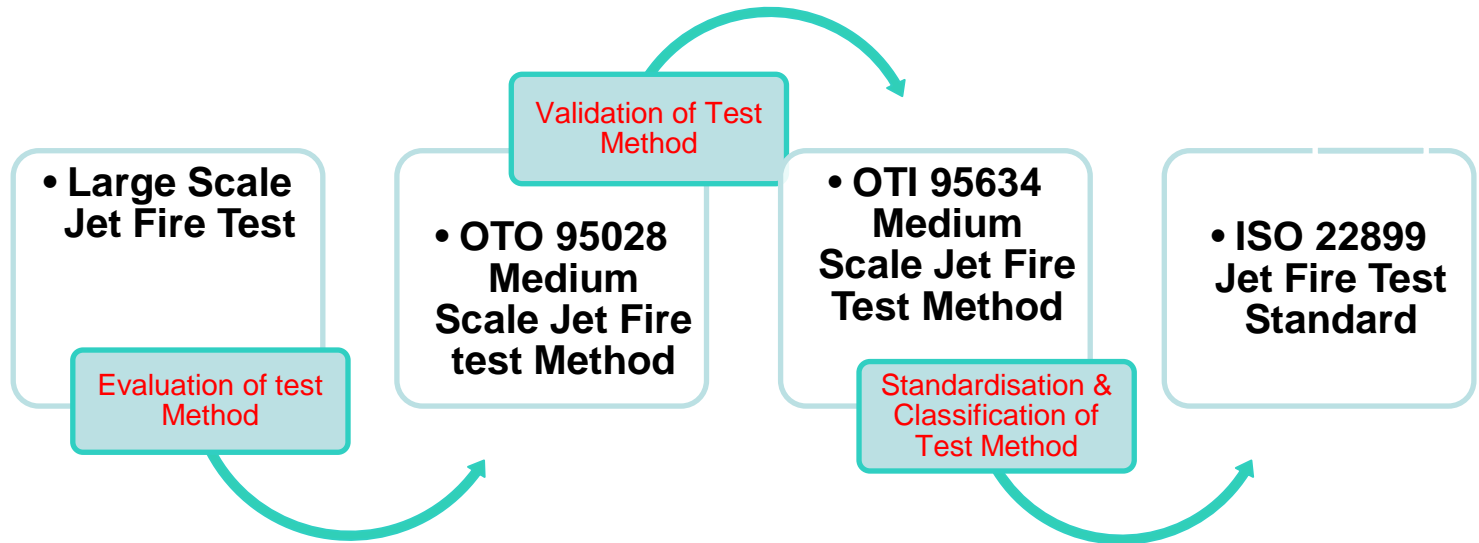 • Large Scale
Jet Fire Test
Evaluation of test
Method
• OTO 95028
Medium
Scale Jet Fire
test Method
Validation of Test
Method
• OTI 95634
Medium
Scale Jet Fire
Test Method
Standardisation &
Classification of
Test Method
• ISO 22899
Jet Fire Test
Standard